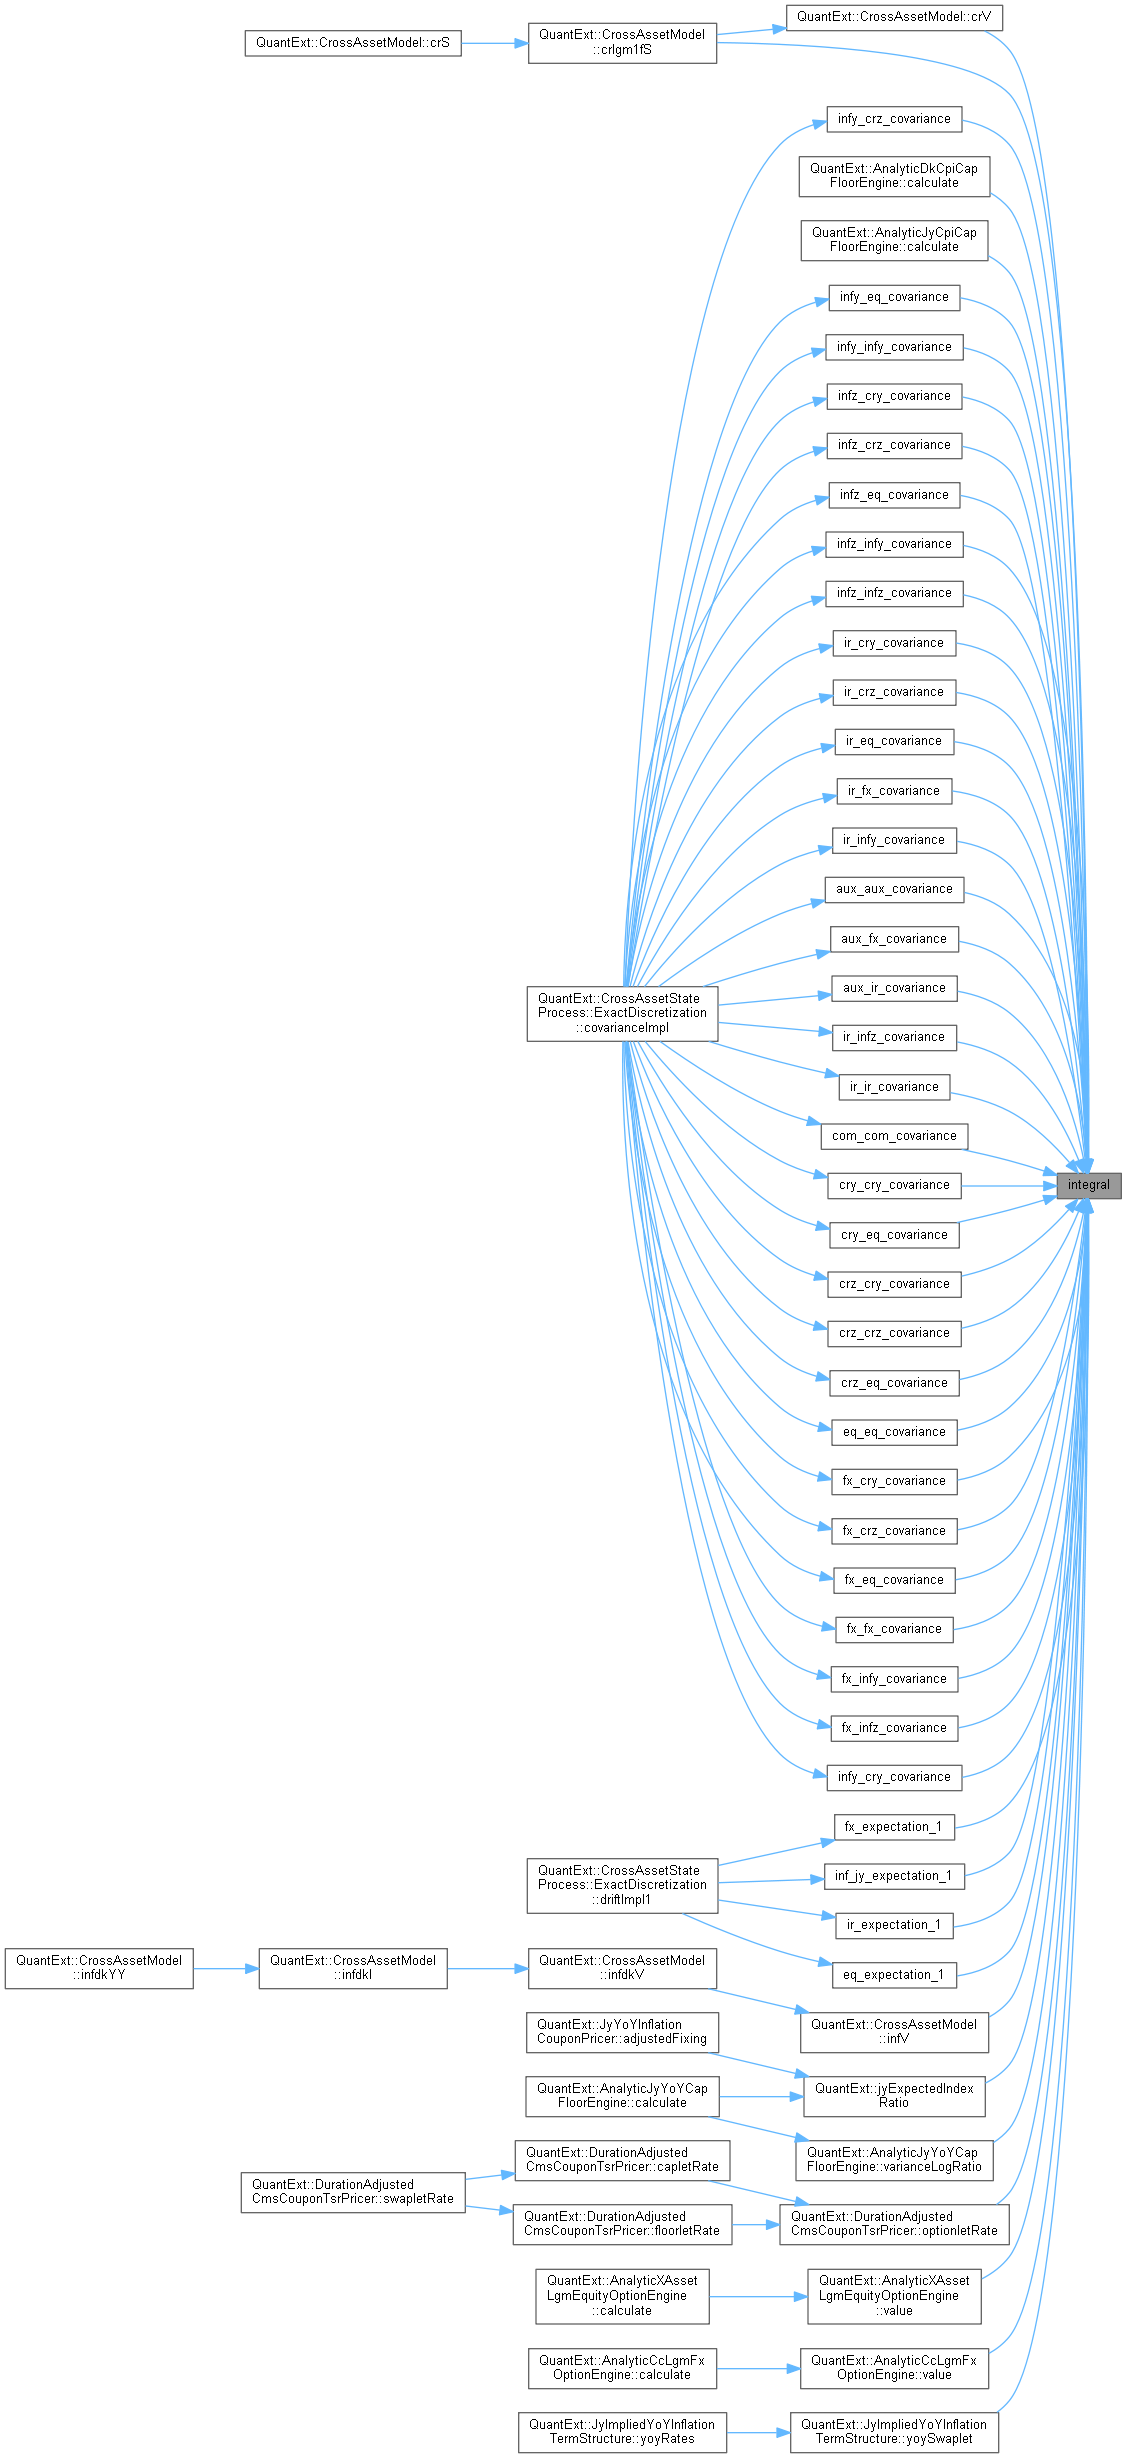 QuantExt::CrossAssetModel::crV
QuantExt::CrossAssetModel::crS
QuantExt::CrossAssetModel
::crlgm1fS
infy_crz_covariance
QuantExt::AnalyticDkCpiCap
FloorEngine::calculate
QuantExt::AnalyticJyCpiCap
FloorEngine::calculate
infy_eq_covariance
infy_infy_covariance
infz_cry_covariance
infz_crz_covariance
infz_eq_covariance
infz_infy_covariance
infz_infz_covariance
ir_cry_covariance
ir_crz_covariance
ir_eq_covariance
ir_fx_covariance
ir_infy_covariance
aux_aux_covariance
aux_fx_covariance
aux_ir_covariance
QuantExt::CrossAssetState
Process::ExactDiscretization
::covarianceImpl
ir_infz_covariance
ir_ir_covariance
com_com_covariance
cry_cry_covariance
integral
cry_eq_covariance
crz_cry_covariance
crz_crz_covariance
crz_eq_covariance
eq_eq_covariance
fx_cry_covariance
fx_crz_covariance
fx_eq_covariance
fx_fx_covariance
fx_infy_covariance
fx_infz_covariance
infy_cry_covariance
fx_expectation_1
QuantExt::CrossAssetState
Process::ExactDiscretization
::driftImpl1
inf_jy_expectation_1
ir_expectation_1
eq_expectation_1
QuantExt::CrossAssetModel
::infdkYY
QuantExt::CrossAssetModel
::infdkI
QuantExt::CrossAssetModel
::infdkV
QuantExt::CrossAssetModel
::infV
QuantExt::JyYoYInflation
CouponPricer::adjustedFixing
QuantExt::AnalyticJyYoYCap
FloorEngine::calculate
QuantExt::jyExpectedIndex
Ratio
QuantExt::AnalyticJyYoYCap
FloorEngine::varianceLogRatio
QuantExt::DurationAdjusted
CmsCouponTsrPricer::capletRate
QuantExt::DurationAdjusted
CmsCouponTsrPricer::swapletRate
QuantExt::DurationAdjusted
CmsCouponTsrPricer::floorletRate
QuantExt::DurationAdjusted
CmsCouponTsrPricer::optionletRate
QuantExt::AnalyticXAsset
LgmEquityOptionEngine
::calculate
QuantExt::AnalyticXAsset
LgmEquityOptionEngine
::value
QuantExt::AnalyticCcLgmFx
OptionEngine::calculate
QuantExt::AnalyticCcLgmFx
OptionEngine::value
QuantExt::JyImpliedYoYInflation
TermStructure::yoyRates
QuantExt::JyImpliedYoYInflation
TermStructure::yoySwaplet